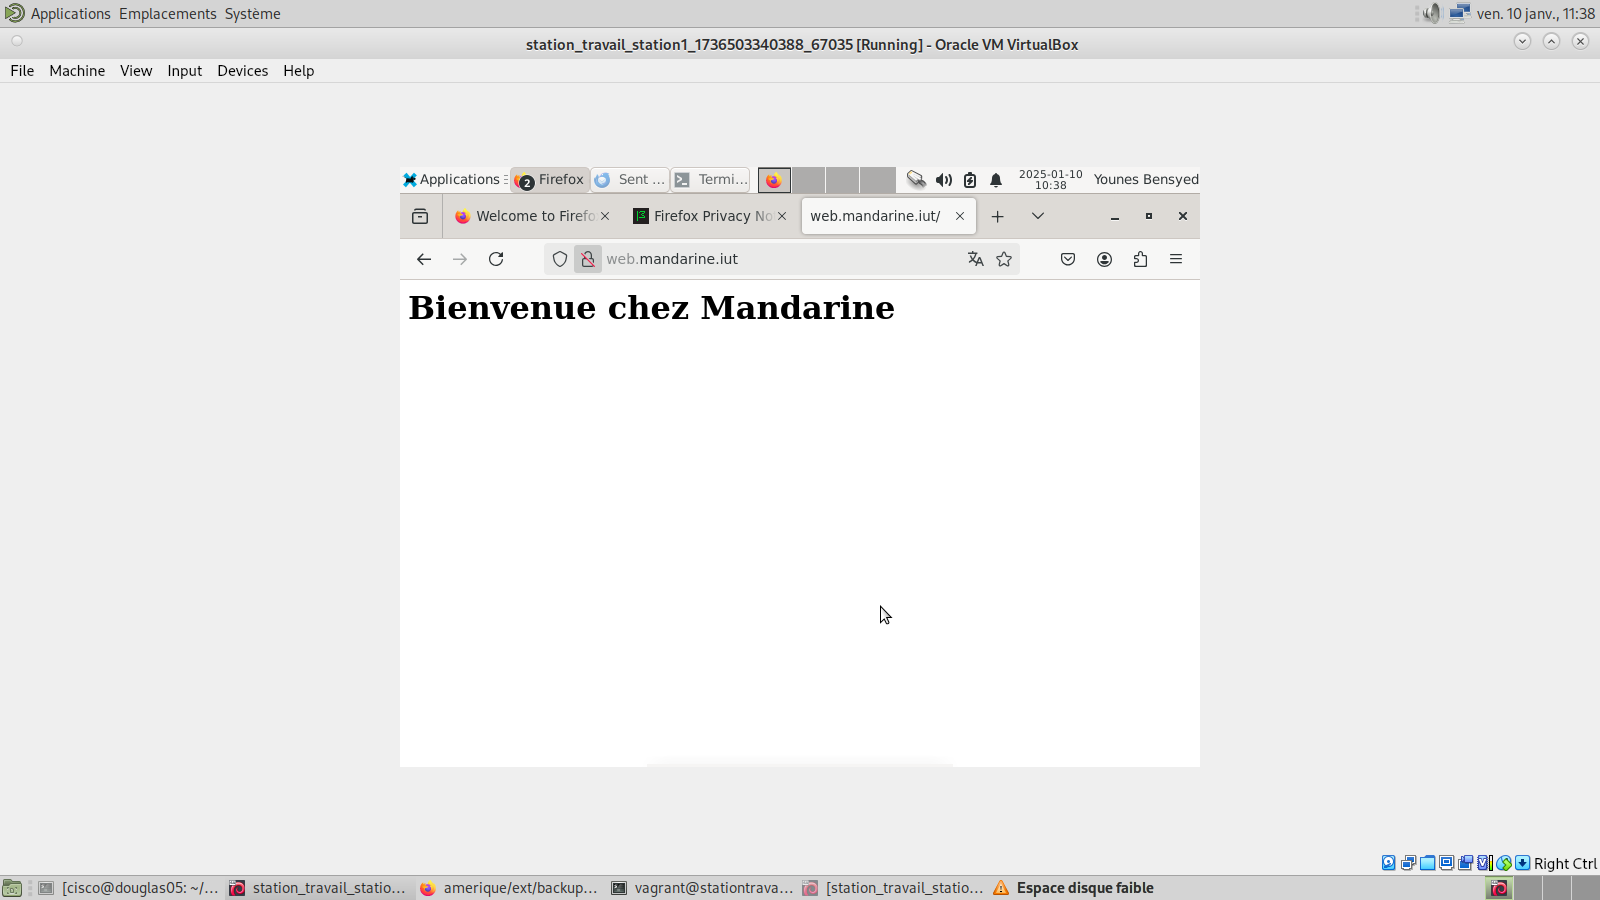 Applications Emplacements Système ven. 10 janv., 11:38
station_travail_station1_1736503340388_67035 [Running] - Oracle VM VirtualBox
File Machine View Input Devices Help
Applications 2 Firefox Sent ... Termi... 2025-01-10 10:38 Younes Bensyed
Welcome to Firefo Firefox Privacy No web.mandarine.iut/
web.mandarine.iut
Bienvenue chez Mandarine
Right Ctrl
[cisco@douglas05: ~/... station_travail_statio... amerique/ext/backup... vagrant@stationtrava... [station_travail_statio... Espace disque faible